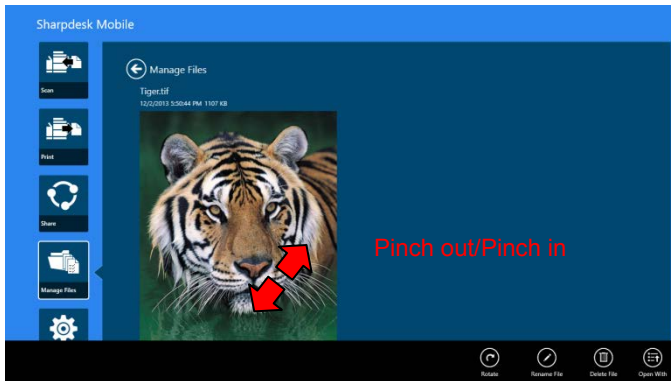 Sharpdesk Mobile
Scan
Print
Share
Manage Files
Manage Files
Tiger.tif
12/2/2013 5:50:44 PM 1107 KB
Pinch out/Pinch in
Rotate
Rename File
Delete File
Open With